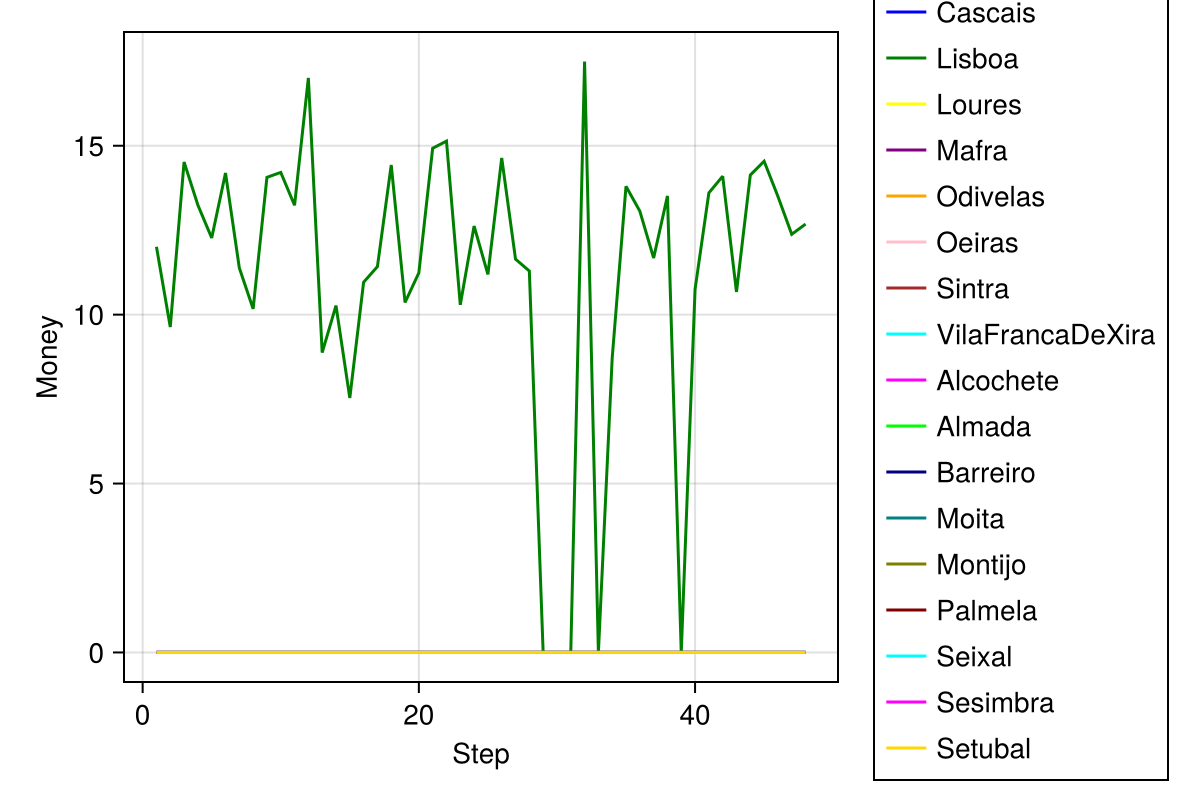 15
10
5
0
Money
0
20
40
Step
Cascais
Lisboa
Loures
Mafra
Odivelas
Oeiras
Sintra
VilaFrancaDeXira
Alcochete
Almada
Barreiro
Moita
Montijo
Palmela
Seixal
Sesimbra
Setubal